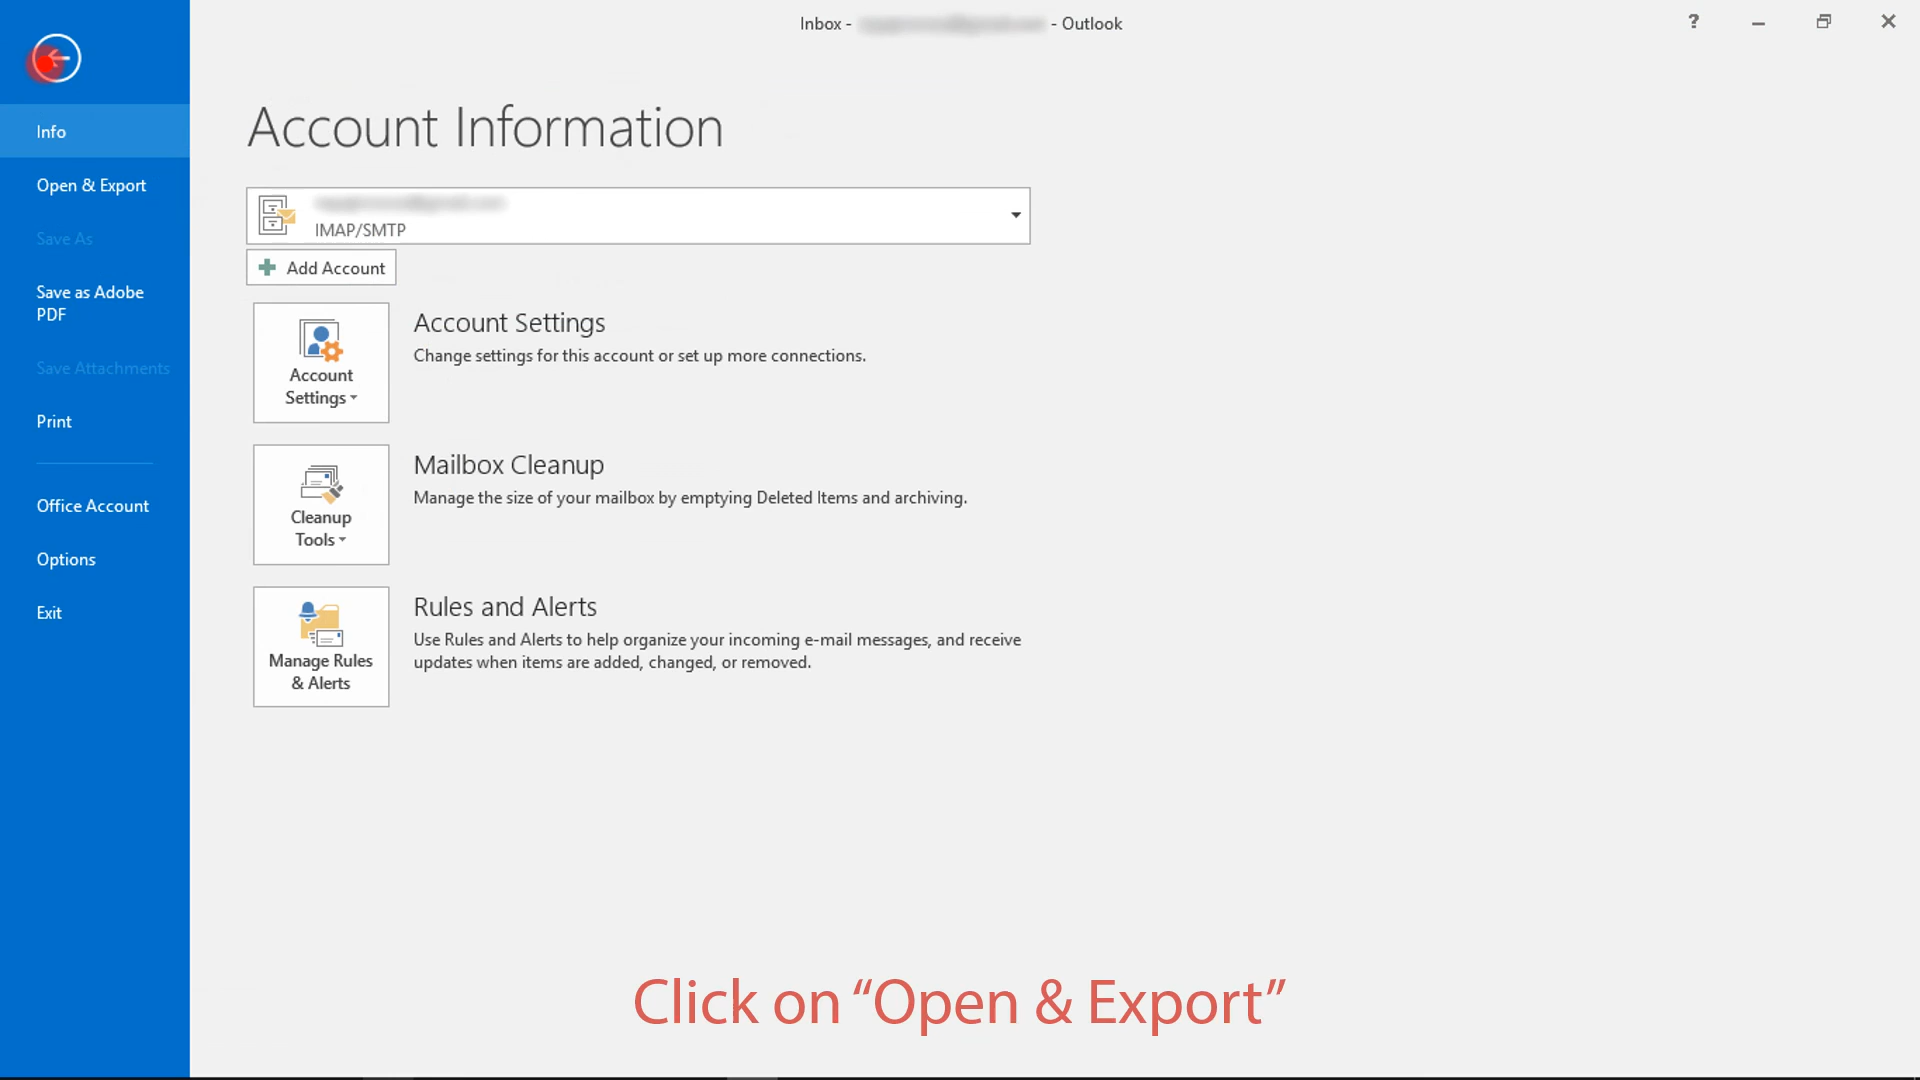 Inbox - - Outlook
?
Info
Open & Export
Save As
Save as Adobe
PDF
Save Attachments
Print
Office Account
Options
Exit
Account Information
IMAP/SMTP
Add Account
Account
Settings
Account Settings
Change settings for this account or set up more connections.
Cleanup
Tools
Mailbox Cleanup
Manage the size of your mailbox by emptying Deleted Items and archiving.
Manage Rules
& Alerts
Rules and Alerts
Use Rules and Alerts to help organize your incoming e-mail messages, and receive
updates when items are added, changed, or removed.
Click on “Open & Export”